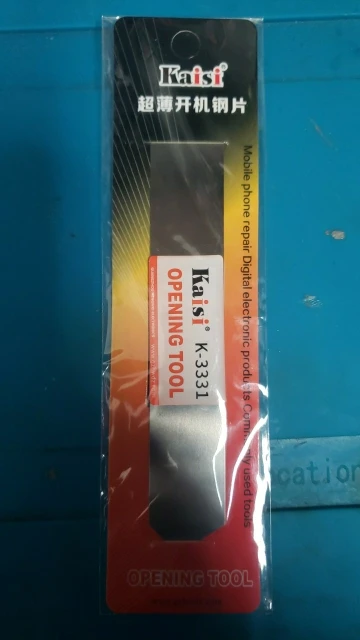 Kaisi®
超薄开机钢片
Mobile phone repair Digital electronic products Commonly used tools
Kaisi® K-3331
OPENING TOOL
ocation
OPENING TOOL